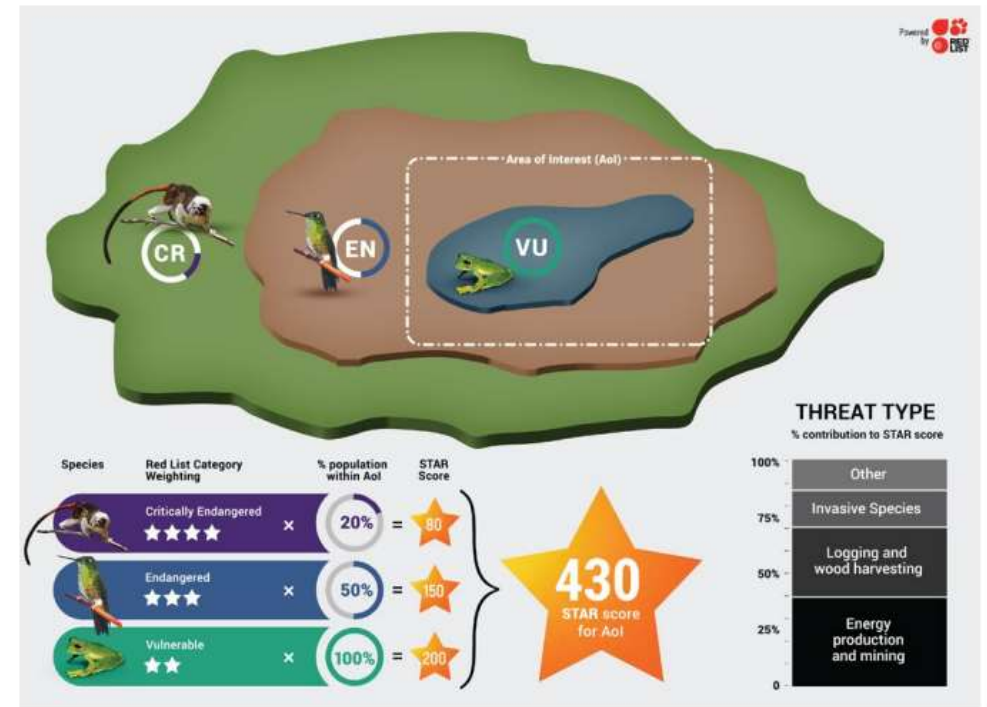 Powered
by
RED
LIST
Area of Interest (AoI)
CR
EN
VU
THREAT TYPE
% contribution to STAR score
100%
75%
50%
25%
0
Other
Invasive Species
Logging and
wood harvesting
Energy
production
and mining
Species
Red List Category
Weighting
% population
within AoI
STAR
Score
Critically Endangered
×
20%
=
80
Endangered
×
50%
=
150
Vulnerable
×
100%
=
200
430
STAR score
for AoI